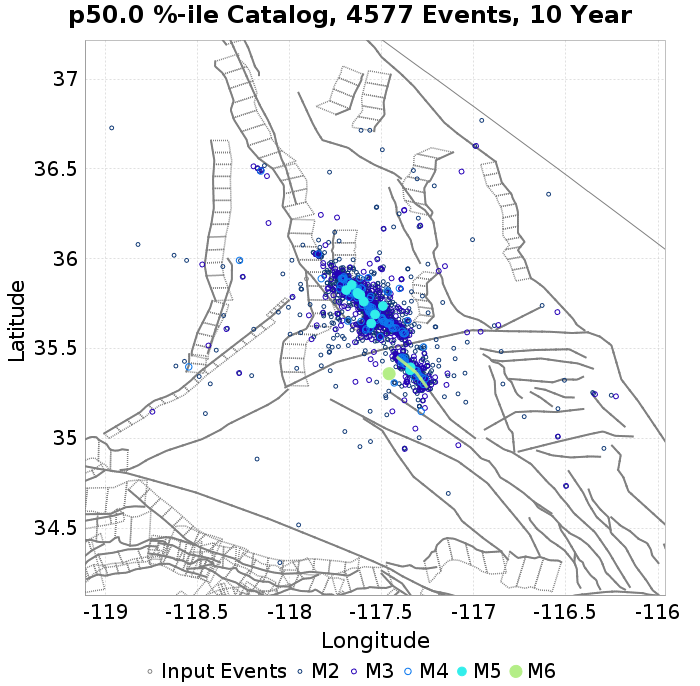 p50.0 %-ile Catalog, 4577 Events, 10 Year
37
36.5
36
35.5
35
34.5
Latitude
-119 -118.5 -118 -117.5 -117 -116.5 -116
Longitude
Input Events M2 M3 M4 M5 M6